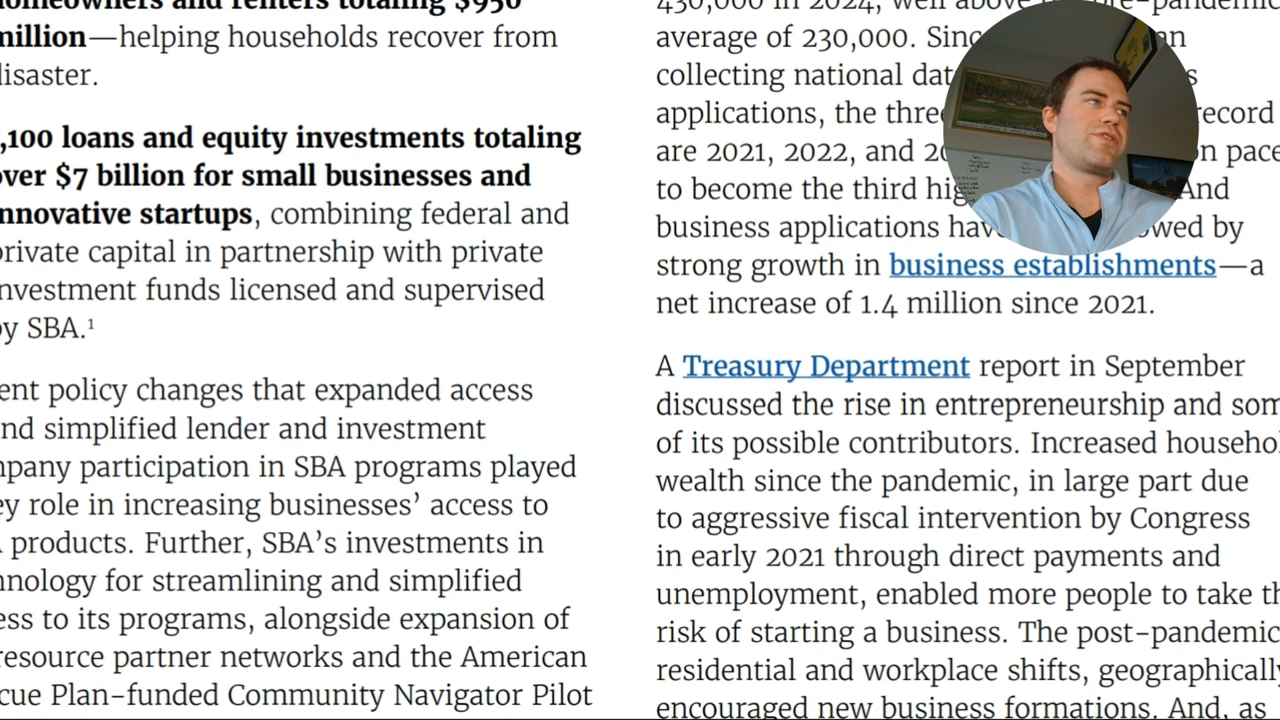 homeowners and renters totaling $950
million—helping households recover from
disaster.
,100 loans and equity investments totaling
over $7 billion for small businesses and
innovative startups, combining federal and
private capital in partnership with private
investment funds licensed and supervised
by SBA.¹
ent policy changes that expanded access
nd simplified lender and investment
mpany participation in SBA programs played
ey role in increasing businesses’ access to
products. Further, SBA’s investments in
hnology for streamlining and simplified
ess to its programs, alongside expansion of
resource partner networks and the American
cue Plan-funded Community Navigator Pilot
430,000 in 2024, well above pre-pandemic
average of 230,000. Sinc an
collecting national dat s
applications, the three record
are 2021, 2022, and 20 on pace
to become the third hig And
business applications hav owed by
strong growth in business establishments—a
net increase of 1.4 million since 2021.
A Treasury Department report in September
discussed the rise in entrepreneurship and som
of its possible contributors. Increased househol
wealth since the pandemic, in large part due
to aggressive fiscal intervention by Congress
in early 2021 through direct payments and
unemployment, enabled more people to take th
risk of starting a business. The post-pandemic
residential and workplace shifts, geographically
encouraged new business formations. And, as